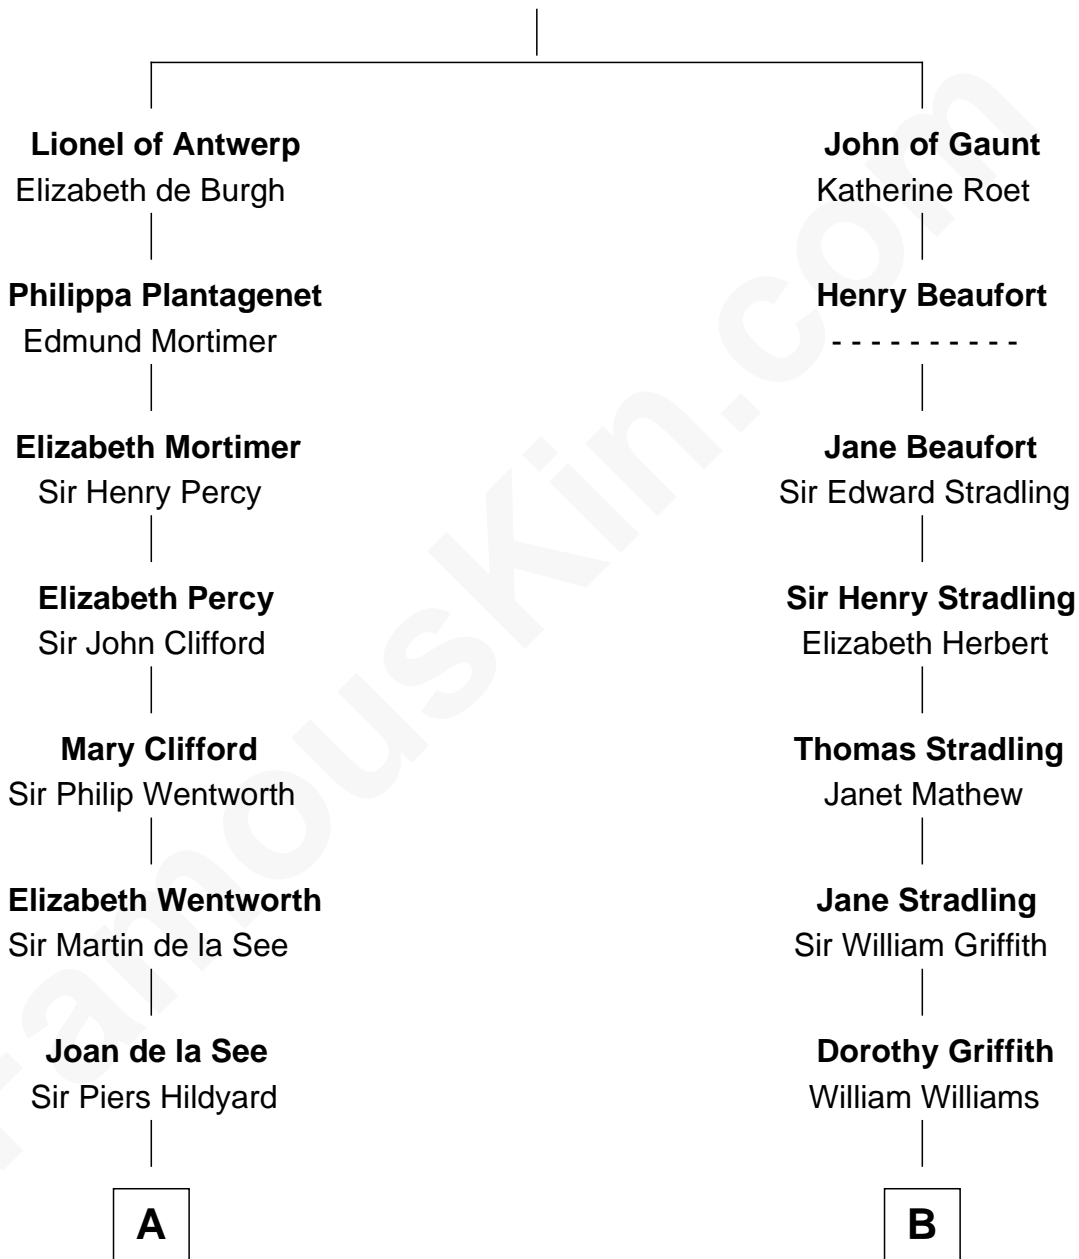 Lionel of Antwerp
Elizabeth de Burgh
Philippa Plantagenet
Edmund Mortimer
Elizabeth Mortimer
Sir Henry Percy
Elizabeth Percy
Sir John Clifford
Mary Clifford
Sir Philip Wentworth
Elizabeth Wentworth
Sir Martin de la See
Joan de la See
Sir Piers Hildyard
A
John of Gaunt
Katherine Roet
Henry Beaufort
- - - - - - - - - -
Jane Beaufort
Sir Edward Stradling
Sir Henry Stradling
Elizabeth Herbert
Thomas Stradling
Janet Mathew
Jane Stradling
Sir William Griffith
Dorothy Griffith
William Williams
B
FamousKin.com